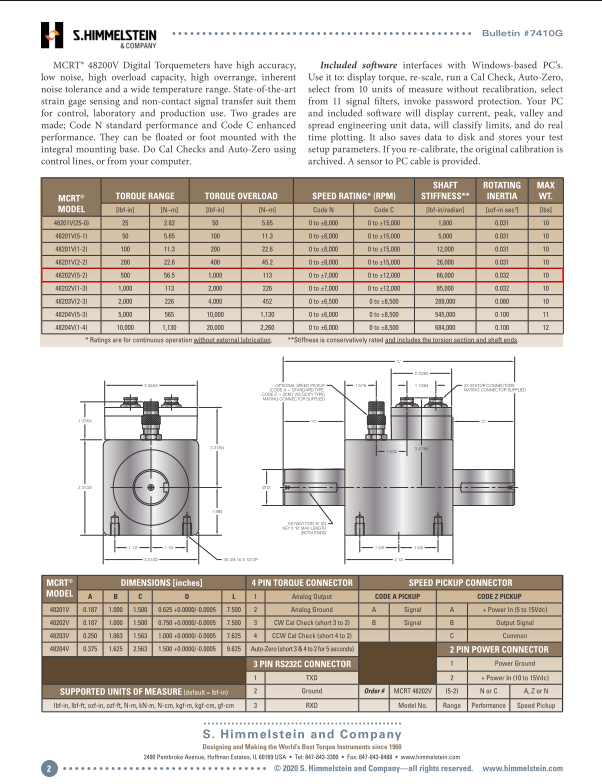 S.HIMMELSTEIN
& COMPANY
Bulletin #7410G
MCRT® 48200V Digital Torquemeters have high accuracy,
low noise, high overload capacity, high overrange, inherent
noise tolerance and a wide temperature range. State-of-the-art
strain gage sensing and non-contact signal transfer suit them
for control, laboratory and production use. Two grades are
made; Code N standard performance and Code C enhanced
performance. They can be floated or foot mounted with the
integral mounting base. Do Cal Checks and Auto-Zero using
control lines, or from your computer.
Included software interfaces with Windows-based PC's.
Use it to: display torque, re-scale, run a Cal Check, Auto-Zero,
select from 10 units of measure without recalibration, select
from 11 signal filters, invoke password protection. Your PC
and included software will display current, peak, valley and
spread engineering unit data, will classify limits, and do real
time plotting. It also saves data to disk and stores your test
setup parameters. If you re-calibrate, the original calibration is
archived. A sensor to PC cable is provided.
MCRT® MODEL TORQUE RANGE TORQUE OVERLOAD SPEED RATING* (RPM) SHAFT STIFFNESS** ROTATING INERTIA MAX WT.
[lbf-in] [N–m] [lbf-in] [N–m] Code N Code C [lbf-in/radian] [ozf-in sec²] [lbs]
48201V(25-0) 25 2.82 50 5.65 0 to ±8,000 0 to ±15,000 1,800 0.031 10
48201V(5-1) 50 5.65 100 11.3 0 to ±8,000 0 to ±15,000 5,000 0.031 10
48201V(1-2) 100 11.3 200 22.6 0 to ±8,000 0 to ±15,000 12,000 0.031 10
48201V(2-2) 200 22.6 400 45.2 0 to ±8,000 0 to ±15,000 26,000 0.031 10
48202V(5-2) 500 56.5 1,000 113 0 to ±7,000 0 to ±12,000 66,000 0.032 10
48202V(1-3) 1,000 113 2,000 226 0 to ±7,000 0 to ±12,000 85,000 0.032 10
48203V(2-3) 2,000 226 4,000 452 0 to ±6,500 0 to ±8,500 288,000 0.080 10
48204V(5-3) 5,000 565 10,000 1,130 0 to ±6,000 0 to ±8,500 545,000 0.100 11
48204V(1-4) 10,000 1,130 20,000 2,260 0 to ±6,000 0 to ±8,500 684,000 0.100 12
* Ratings are for continuous operation without external lubrication. **Stiffness is conservatively rated and includes the torsion section and shaft ends.
OPTIONAL SPEED PICKUP
(CODE A – STANDARD TYPE,
CODE Z – ZERO VELOCITY TYPE)
MATING CONNECTOR SUPPLIED
2X STATOR CONNECTORS,
MATING CONNECTOR SUPPLIED
"L"
"C"
"C"
KEYWAY FOR "A" SQ
KEY X "B" MAX LENGTH
(BOTH ENDS)
MCRT® MODEL DIMENSIONS [inches] 4 PIN TORQUE CONNECTOR SPEED PICKUP CONNECTOR
A B C D L 1 Analog Output CODE A PICKUP CODE Z PICKUP
48201V 0.187 1.000 1.500 0.625 +0.0000/-0.0005 7.500 2 Analog Ground A Signal A + Power In (5 to 15Vdc)
48202V 0.187 1.000 1.500 0.750 +0.0000/-0.0005 7.500 3 CW Cal Check (short 3 to 2) B Signal B Output Signal
48203V 0.250 1.063 1.563 1.000 +0.0000/-0.0005 7.625 4 CCW Cal Check (short 4 to 2) C Common
48204V 0.375 1.625 2.563 1.500 +0.0000/-0.0005 9.625 Auto-Zero (short 3 & 4 to 2 for 5 seconds) 2 PIN POWER CONNECTOR
3 PIN RS232C CONNECTOR 1 Power Ground
1 TXD 2 + Power In (10 to 15Vdc)
SUPPORTED UNITS OF MEASURE (default = lbf-in) 2 Ground Order # MCRT 48202V (5-2) N or C A, Z or N
lbf-in, lbf-ft, ozf-in, ozf-ft, N-m, kN-m, N-cm, kgf-m, kgf-cm, gf-cm 3 RXD Model No. Range Performance Speed Pickup
S. Himmelstein and Company
Designing and Making the World's Best Torque Instruments since 1960
2490 Pembroke Avenue, Hoffman Estates, IL 60169 USA • Tel: 847-843-3300 • Fax: 847-843-8488 • www.himmelstein.com
2 © 2020 S. Himmelstein and Company—all rights reserved. www.himmelstein.com